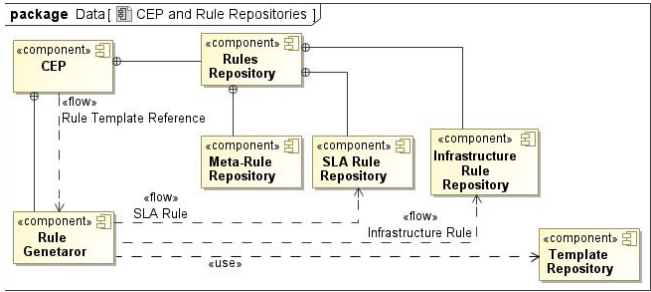 package Data[ CEP and Rule Repositories ]
«component»
CEP
«component»
Rules
Repository
«flow»
Rule Template Reference
«component»
Meta-Rule
Repository
«component»
SLA Rule
Repository
«component»
Infrastructure
Rule
Repository
«flow»
SLA Rule
«flow»
Infrastructure Rule
«component»
Rule
Genetaror
«use»
«component»
Template
Repository